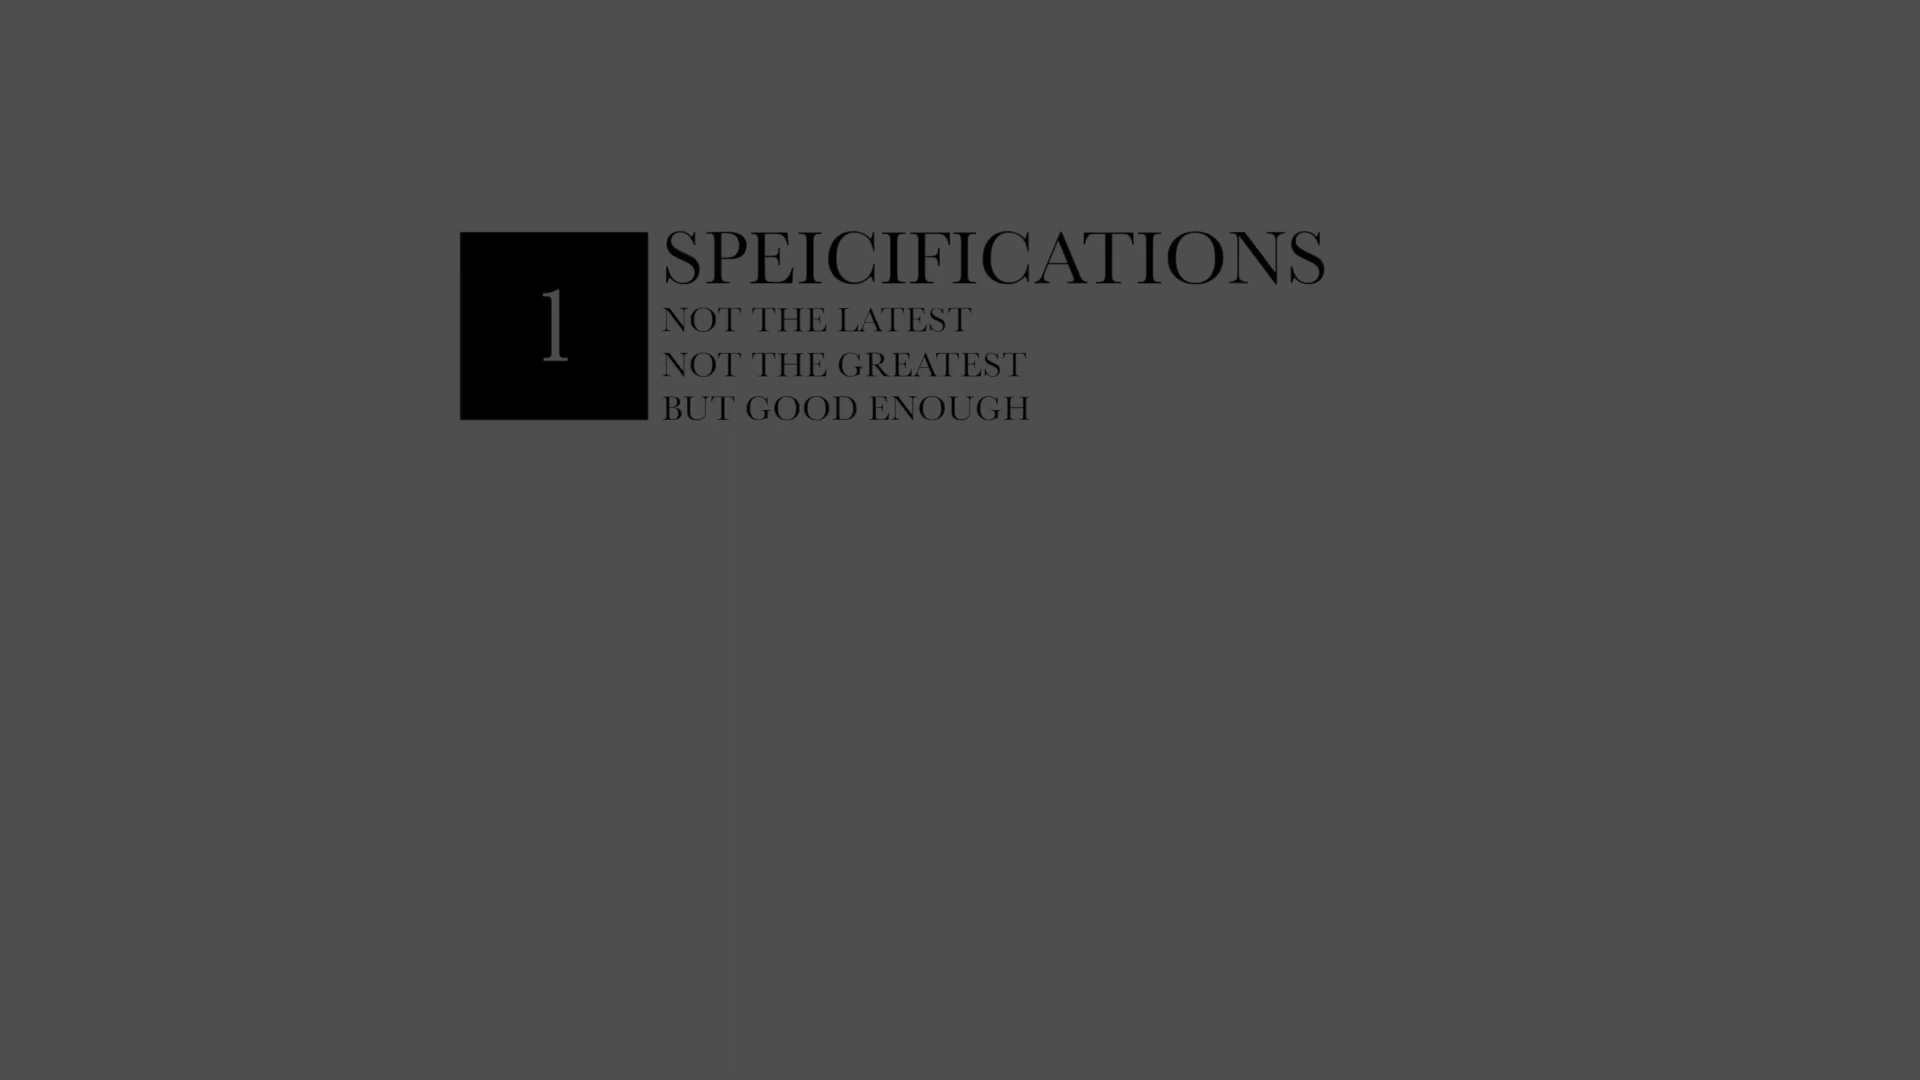 1
SPEICIFICATIONS
NOT THE LATEST
NOT THE GREATEST
BUT GOOD ENOUGH